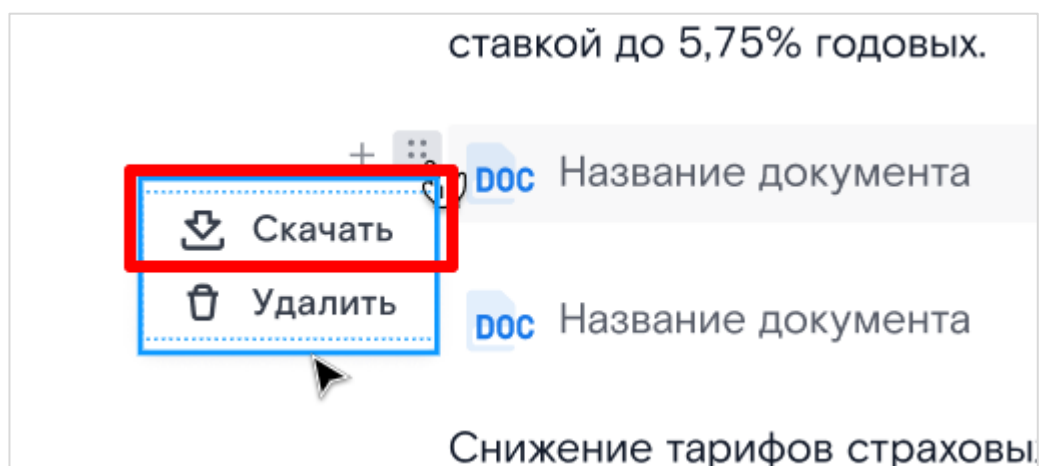 ставкой до 5,75% годовых.
DOC Название документа
Скачать
Удалить
DOC Название документа
Снижение тарифов страховы